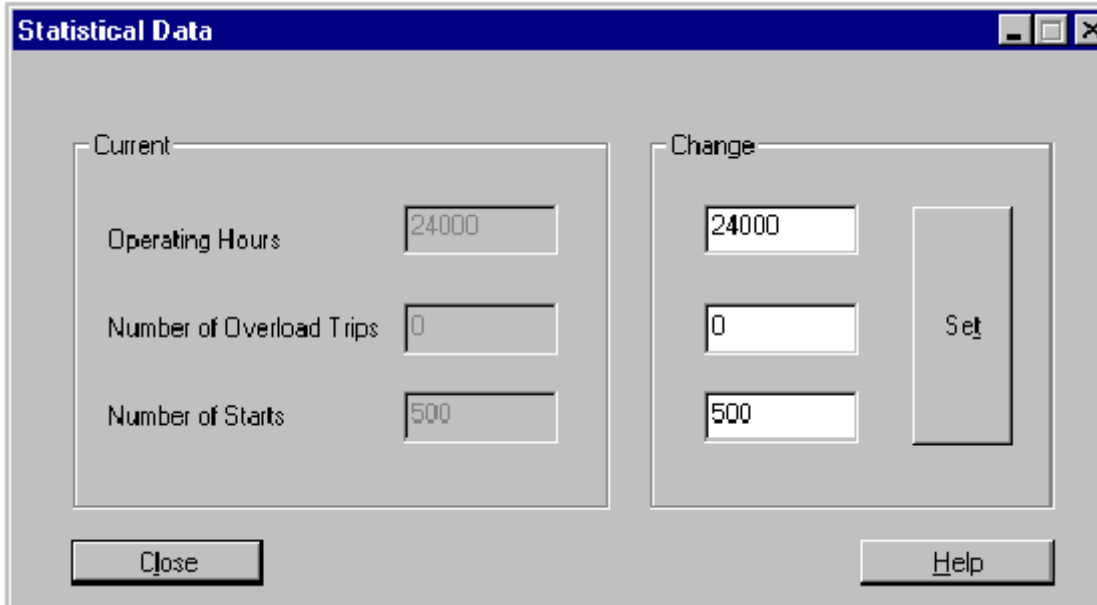 Statistical Data
Current
Change
Operating Hours 24000 24000
Number of Overload Trips 0 0
Set
Number of Starts 500 500
Close
Help